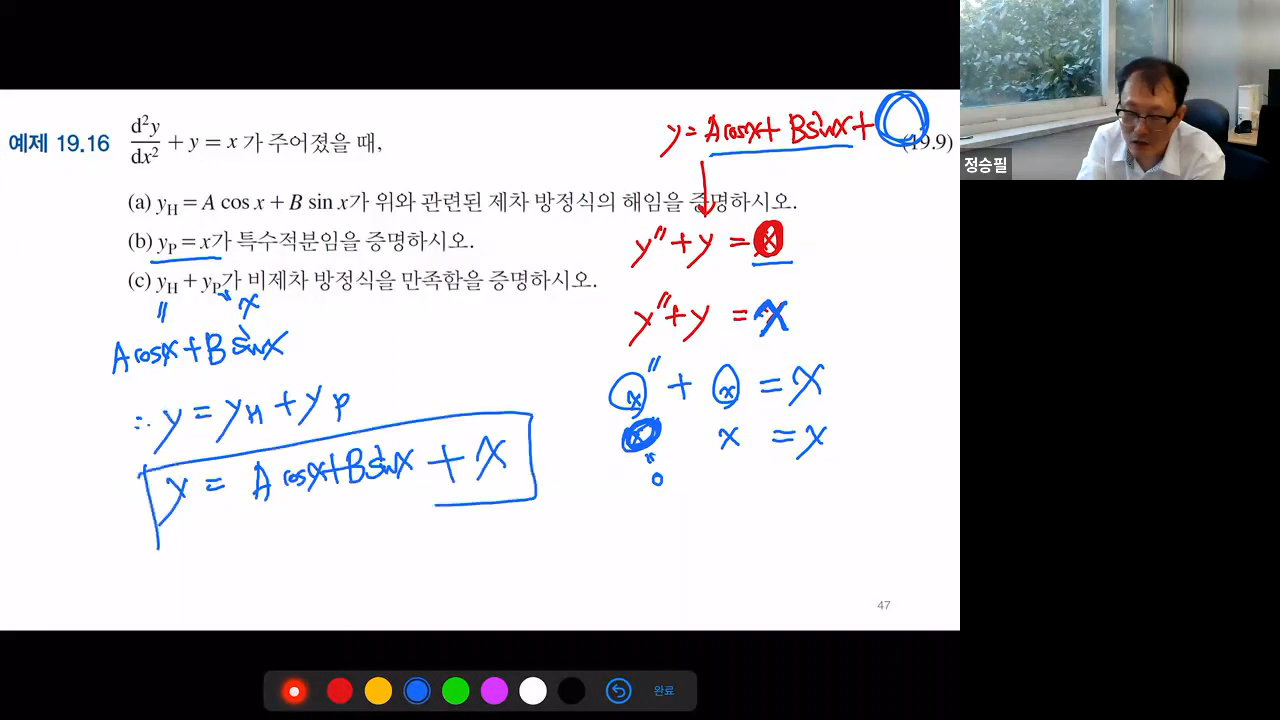 예제 19.16 d²y/dx² + y = x 가 주어졌을 때,
y = A cos x + B sin x +
(19.9)
(a) y_H = A cos x + B sin x가 위와 관련된 제차 방정식의 해임을 증명하시오.
(b) y_P = x가 특수적분임을 증명하시오.
(c) y_H + y_P가 비제차 방정식을 만족함을 증명하시오.
y'' + y = x
y'' + y = x
" x
A cos x + B sin x
x '' + x = x
x x = x
" 0
∴ y = y_H + y_P
y = A cos x + B sin x + x
47
정승필
완료